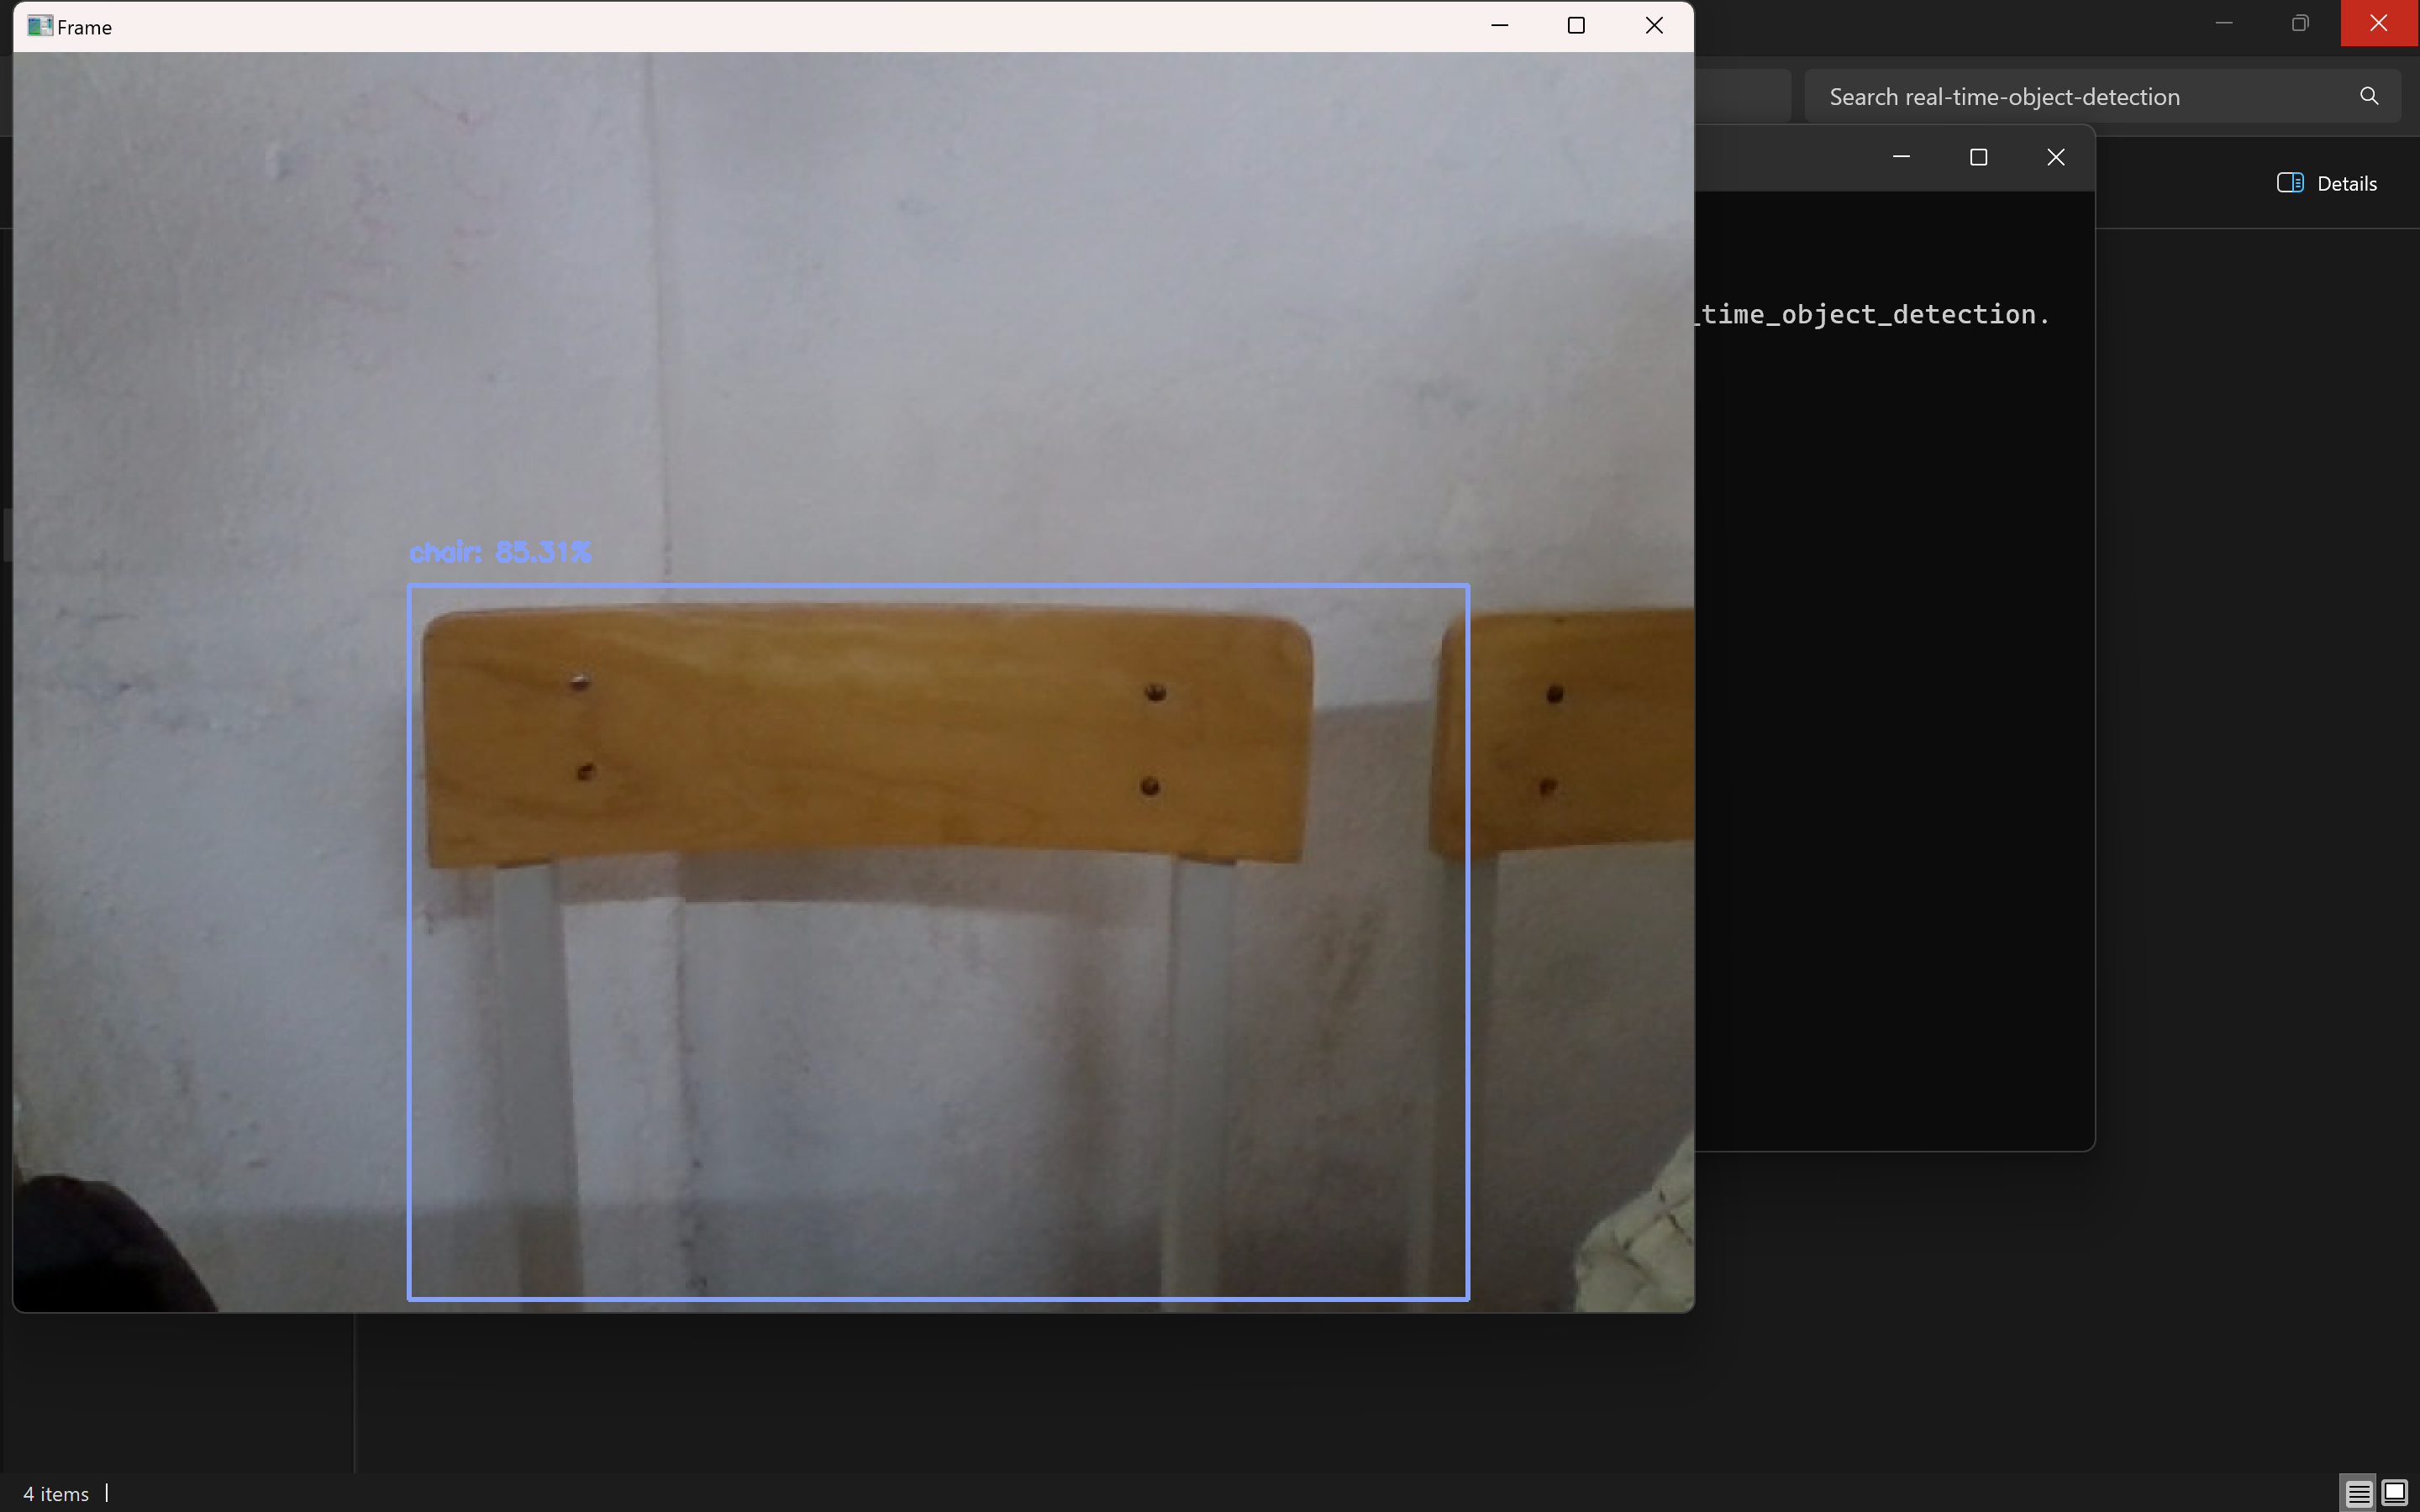 Frame
Search real-time-object-detection
Details
_time_object_detection.
chair: 85.31%
4 items